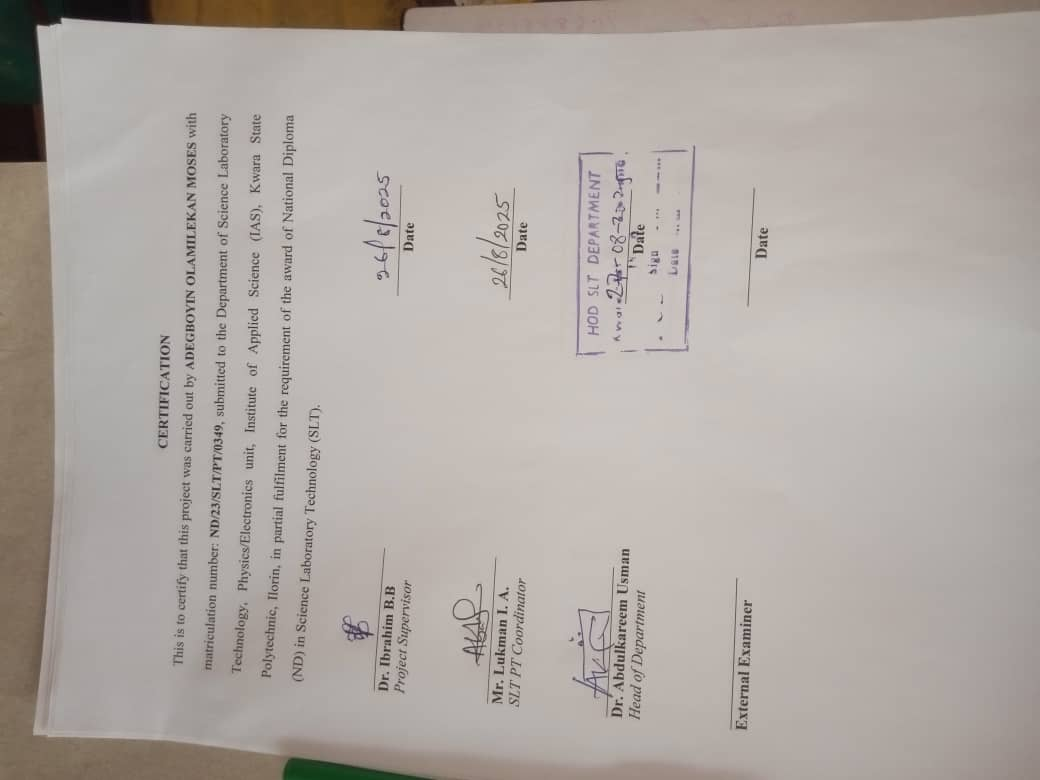 CERTIFICATION
This is to certify that this project was carried out by ADEGBOYIN OLAMILEKAN MOSES with
matriculation number: ND/23/SLT/PT/0349, submitted to the Department of Science Laboratory
Technology, Physics/Electronics unit, Institute of Applied Science (IAS), Kwara State
Polytechnic, Ilorin, in partial fulfilment for the requirement of the award of National Diploma
(ND) in Science Laboratory Technology (SLT).
26/8/2025
Dr. Ibrahim B.B Date
Project Supervisor
26/8/2025
Mr. Lukman I. A. Date
SLT PT Coordinator
HOD SLT DEPARTMENT
Dr. Abdulkareem Usman Date
Head of Department
Sign
Date
External Examiner Date